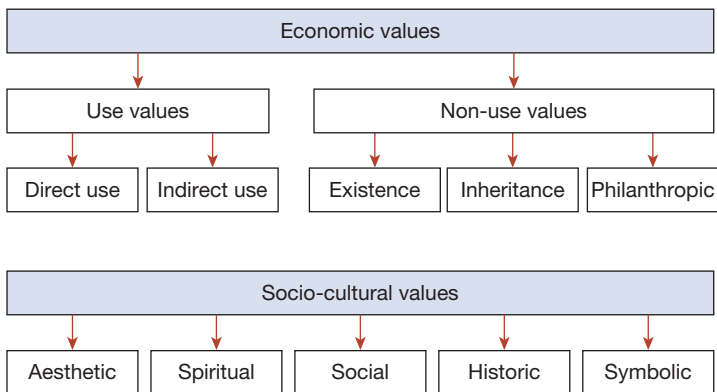 Economic values
Use values
Non-use values
Direct use
Indirect use
Existence
Inheritance
Philanthropic
Socio-cultural values
Aesthetic
Spiritual
Social
Historic
Symbolic